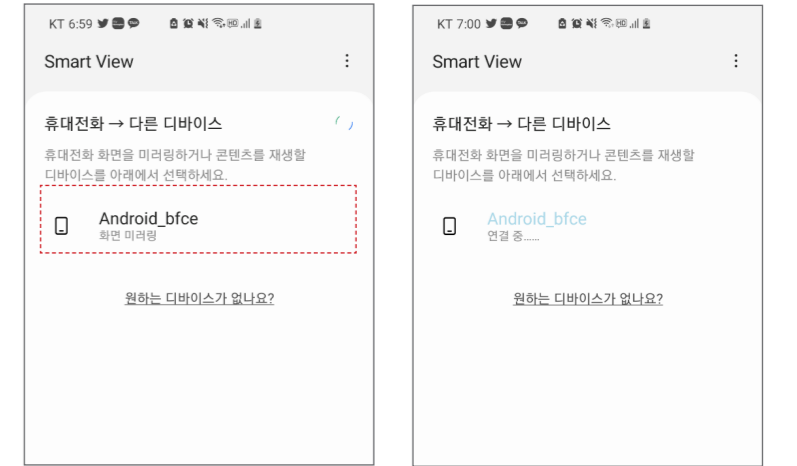 KT 6:59
Smart View
휴대전화 → 다른 디바이스
휴대전화 화면을 미러링하거나 콘텐츠를 재생할
디바이스를 아래에서 선택하세요.
Android_bfce
화면 미러링
원하는 디바이스가 없나요?
KT 7:00
Smart View
휴대전화 → 다른 디바이스
휴대전화 화면을 미러링하거나 콘텐츠를 재생할
디바이스를 아래에서 선택하세요.
Android_bfce
연결 중......
원하는 디바이스가 없나요?